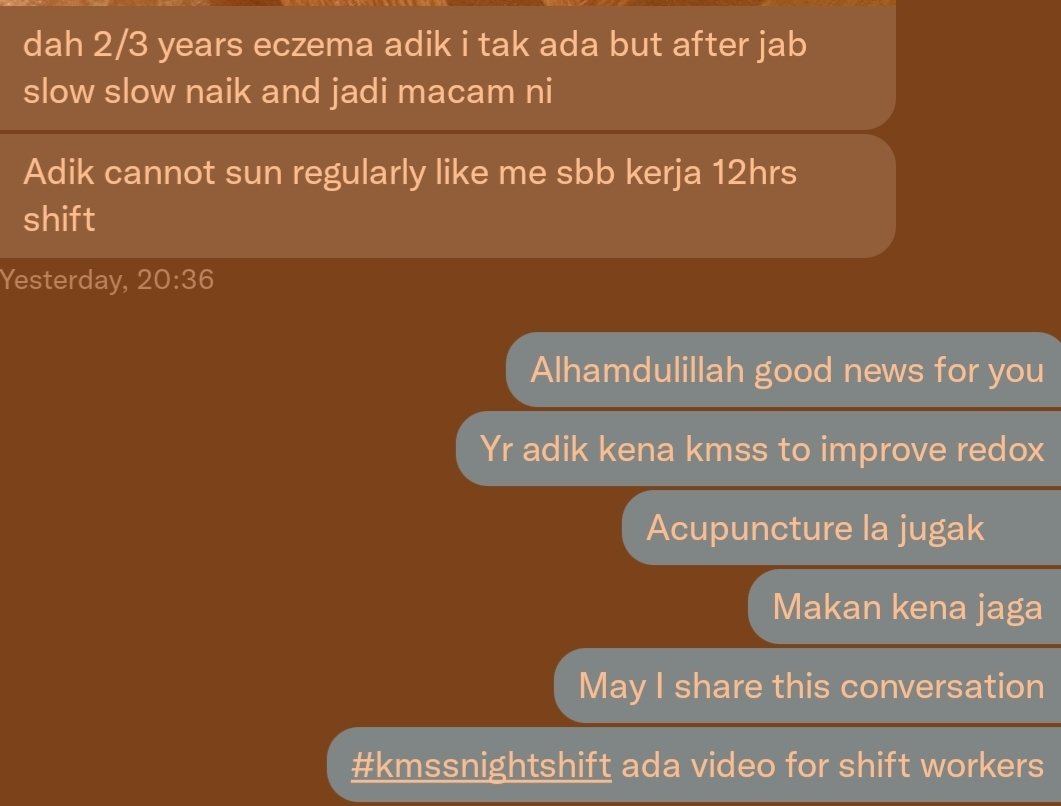 dah 2/3 years eczema adik i tak ada but after jab
slow slow naik and jadi macam ni
Adik cannot sun regularly like me sbb kerja 12hrs
shift
Yesterday, 20:36
Alhamdulillah good news for you
Yr adik kena kmss to improve redox
Acupuncture la jugak
Makan kena jaga
May I share this conversation
#kmssnightshift ada video for shift workers